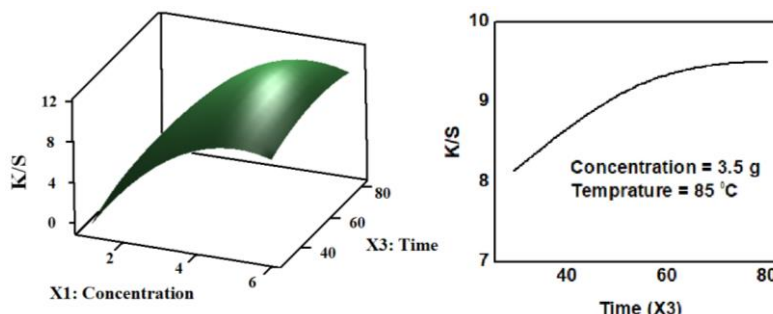 12
8
4
0
K/S
2
4
6
X1: Concentration
40
60
80
X3: Time
10
9
8
7
K/S
Concentration = 3.5 g
Temprature = 85 °C
40
60
80
Time (X3)